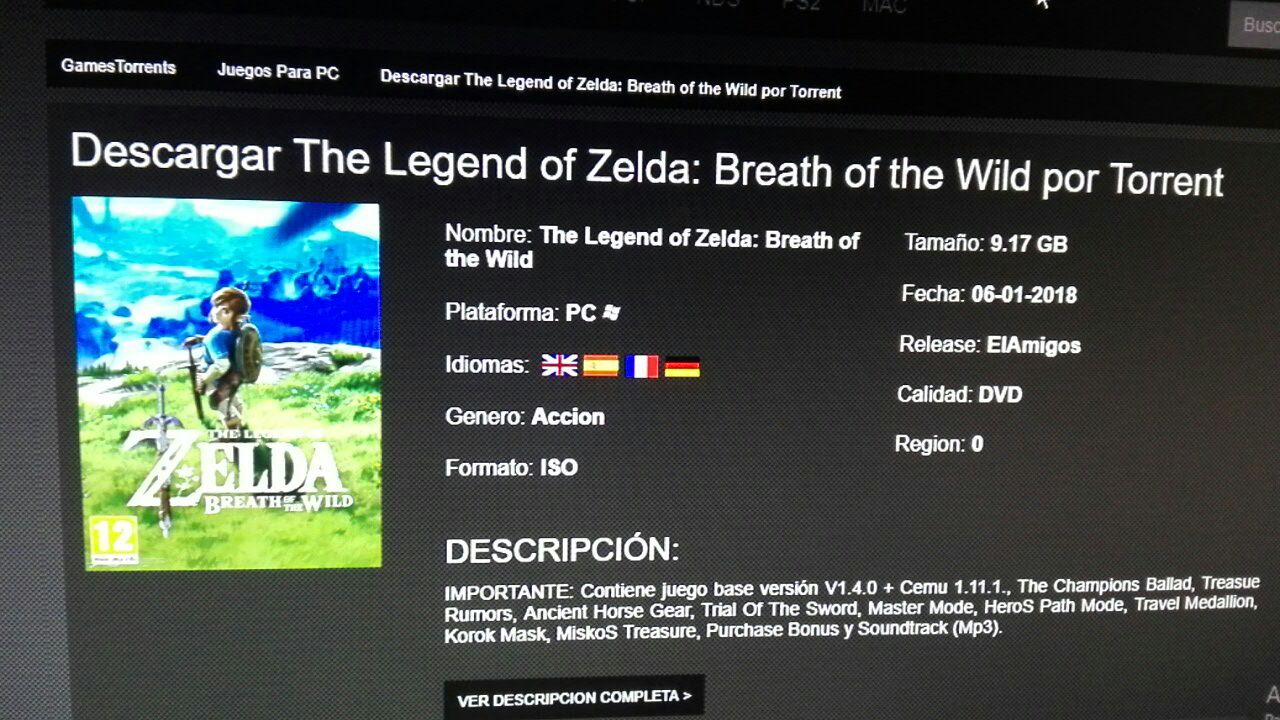 NDS PS2 MAC
Busc
GamesTorrents Juegos Para PC Descargar The Legend of Zelda: Breath of the Wild por Torrent
Descargar The Legend of Zelda: Breath of the Wild por Torrent
THE LEGEND OF
ZELDA
BREATH OF THE WILD
12
Nombre: The Legend of Zelda: Breath of
the Wild
Plataforma: PC
Idiomas:
Genero: Accion
Formato: ISO
Tamaño: 9.17 GB
Fecha: 06-01-2018
Release: ElAmigos
Calidad: DVD
Region: 0
DESCRIPCIÓN:
IMPORTANTE: Contiene juego base versión V1.4.0 + Cemu 1.11.1., The Champions Ballad, Treasue
Rumors, Ancient Horse Gear, Trial Of The Sword, Master Mode, HeroS Path Mode, Travel Medallion,
Korok Mask, MiskoS Treasure, Purchase Bonus y Soundtrack (Mp3).
VER DESCRIPCION COMPLETA >